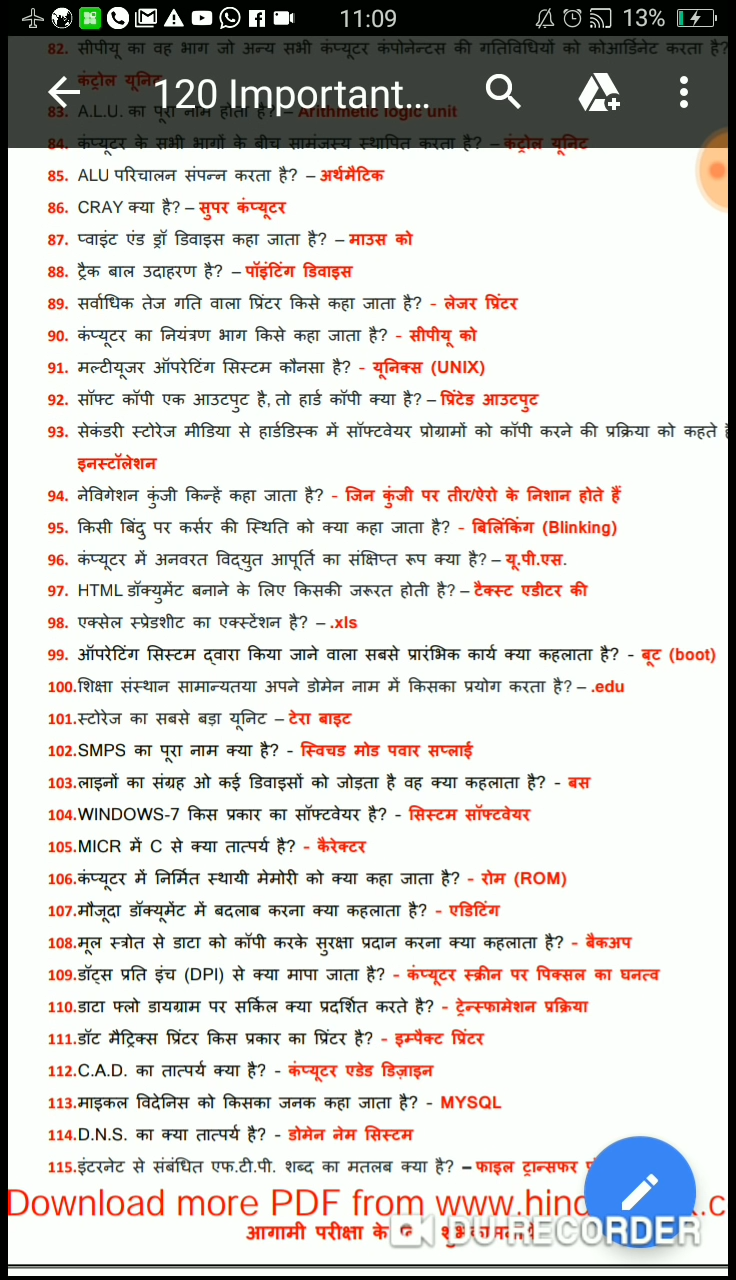 11:09
13%
82. सीपीयू का वह भाग जो अन्य सभी कंप्यूटर कंपोनेन्टस की गतिविधियों को कोआर्डिनेट करता है?
कंट्रोल यूनिट
120 Important...
83. A.L.U. का पूरा नाम होता है? – Arithmetic logic unit
84. कंप्यूटर के सभी भागों के बीच सामंजस्य स्थापित करता है? – कंट्रोल यूनिट
85. ALU परिचालन संपन्न करता है? – अर्थमैटिक
86. CRAY क्या है? – सुपर कंप्यूटर
87. प्वाइंट एंड ड्रॉ डिवाइस कहा जाता है? – माउस को
88. ट्रैक बाल उदाहरण है? – पॉइंटिंग डिवाइस
89. सर्वाधिक तेज गति वाला प्रिंटर किसे कहा जाता है? - लेजर प्रिंटर
90. कंप्यूटर का नियंत्रण भाग किसे कहा जाता है? - सीपीयू को
91. मल्टीयूजर ऑपरेटिंग सिस्टम कौनसा है? - यूनिक्स (UNIX)
92. सॉफ्ट कॉपी एक आउटपुट है, तो हार्ड कॉपी क्या है? – प्रिंटेड आउटपुट
93. सेकंडरी स्टोरेज मीडिया से हार्डडिस्क में सॉफ्टवेयर प्रोग्रामों को कॉपी करने की प्रक्रिया को कहते
इनस्टॉलेशन
94. नेविगेशन कुंजी किन्हें कहा जाता है? - जिन कुंजी पर तीर/ऐरो के निशान होते हैं
95. किसी बिंदु पर कर्सर की स्थिति को क्या कहा जाता है? - बिलिंकिंग (Blinking)
96. कंप्यूटर में अनवरत विद्युत आपूर्ति का संक्षिप्त रूप क्या है? – यू.पी.एस.
97. HTML डॉक्युमेंट बनाने के लिए किसकी जरूरत होती है? – टैक्स्ट एडीटर की
98. एक्सेल स्प्रेडशीट का एक्स्टेंशन है? – .xls
99. ऑपरेटिंग सिस्टम द्वारा किया जाने वाला सबसे प्रारंभिक कार्य क्या कहलाता है? - बूट (boot)
100.शिक्षा संस्थान सामान्यतया अपने डोमेन नाम में किसका प्रयोग करता है? – .edu
101.स्टोरेज का सबसे बड़ा यूनिट – टेरा बाइट
102.SMPS का पूरा नाम क्या है? - स्विचड मोड पवार सप्लाई
103.लाइनों का संग्रह ओ कई डिवाइसों को जोड़ता है वह क्या कहलाता है? - बस
104.WINDOWS-7 किस प्रकार का सॉफ्टवेयर है? - सिस्टम सॉफ्टवेयर
105.MICR में C से क्या तात्पर्य है? - कैरेक्टर
106.कंप्यूटर में निर्मित स्थायी मेमोरी को क्या कहा जाता है? - रोम (ROM)
107.मौजूदा डॉक्यूमेंट में बदलाब करना क्या कहलाता है? - एडिटिंग
108.मूल स्त्रोत से डाटा को कॉपी करके सुरक्षा प्रदान करना क्या कहलाता है? - बैकअप
109.डॉट्स प्रति इंच (DPI) से क्या मापा जाता है? - कंप्यूटर स्क्रीन पर पिक्सल का घनत्व
110.डाटा फ्लो डायग्राम पर सर्किल क्या प्रदर्शित करते है? - ट्रेन्स्फामेशन प्रक्रिया
111.डॉट मैट्रिक्स प्रिंटर किस प्रकार का प्रिंटर है? - इम्पैक्ट प्रिंटर
112.C.A.D. का तात्पर्य क्या है? - कंप्यूटर एडेड डिज़ाइन
113.माइकल विदेनिस को किसका जनक कहा जाता है? - MYSQL
114.D.N.S. का क्या तात्पर्य है? - डोमेन नेम सिस्टम
115.इंटरनेट से संबंधित एफ.टी.पी. शब्द का मतलब क्या है? – फाइल ट्रान्सफर
Download more PDF from www.hind
आगामी परीक्षा के
DU RECORDER